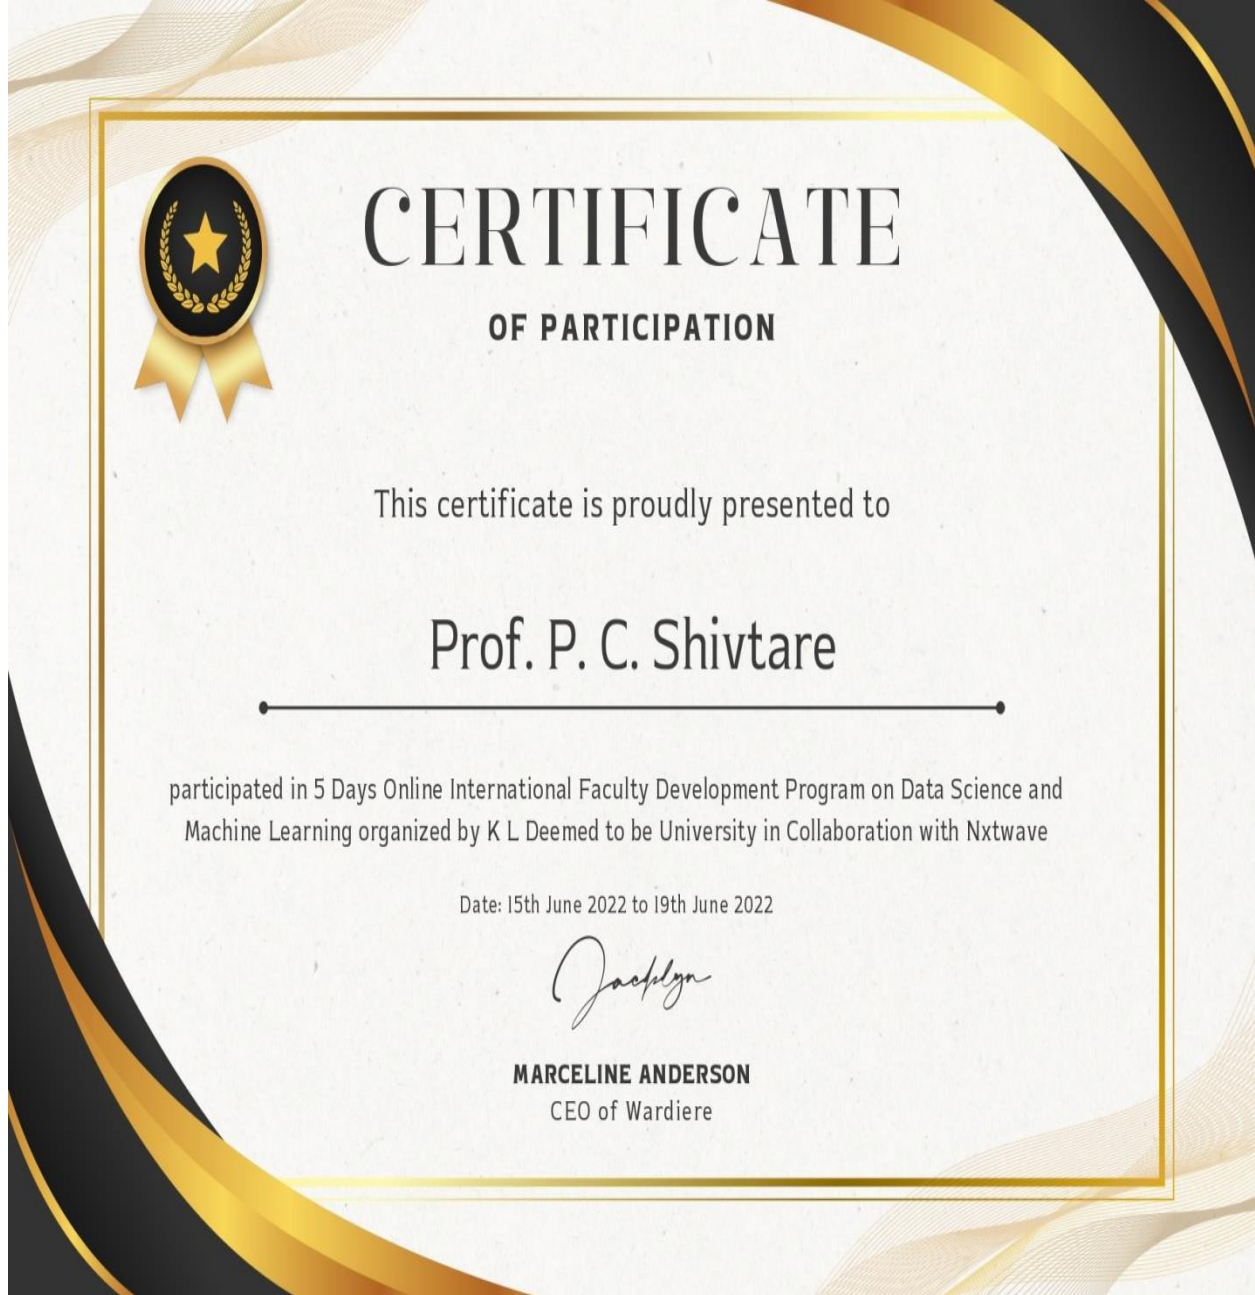 CERTIFICATE
OF PARTICIPATION
This certificate is proudly presented to
Prof. P. C. Shivtare
participated in 5 Days Online International Faculty Development Program on Data Science and
Machine Learning organized by K L Deemed to be University in Collaboration with Nxtwave
Date: 15th June 2022 to 19th June 2022
Jacklyn
MARCELINE ANDERSON
CEO of Wardiere